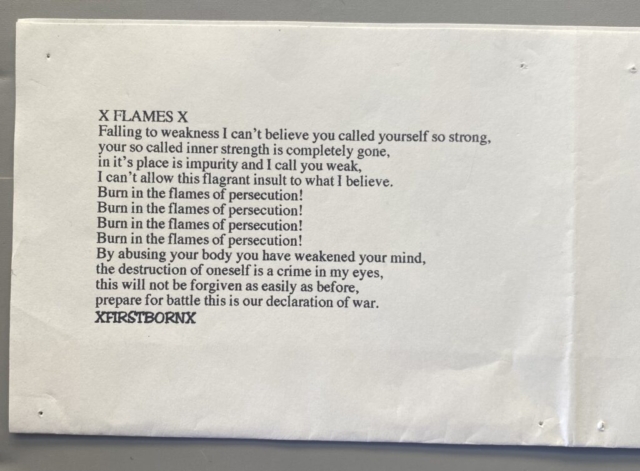 X FLAMES X
Falling to weakness I can't believe you called yourself so strong,
your so called inner strength is completely gone,
in it's place is impurity and I call you weak,
I can't allow this flagrant insult to what I believe.
Burn in the flames of persecution!
Burn in the flames of persecution!
Burn in the flames of persecution!
Burn in the flames of persecution!
By abusing your body you have weakened your mind,
the destruction of oneself is a crime in my eyes,
this will not be forgiven as easily as before,
prepare for battle this is our declaration of war.
XFIRSTBORNX